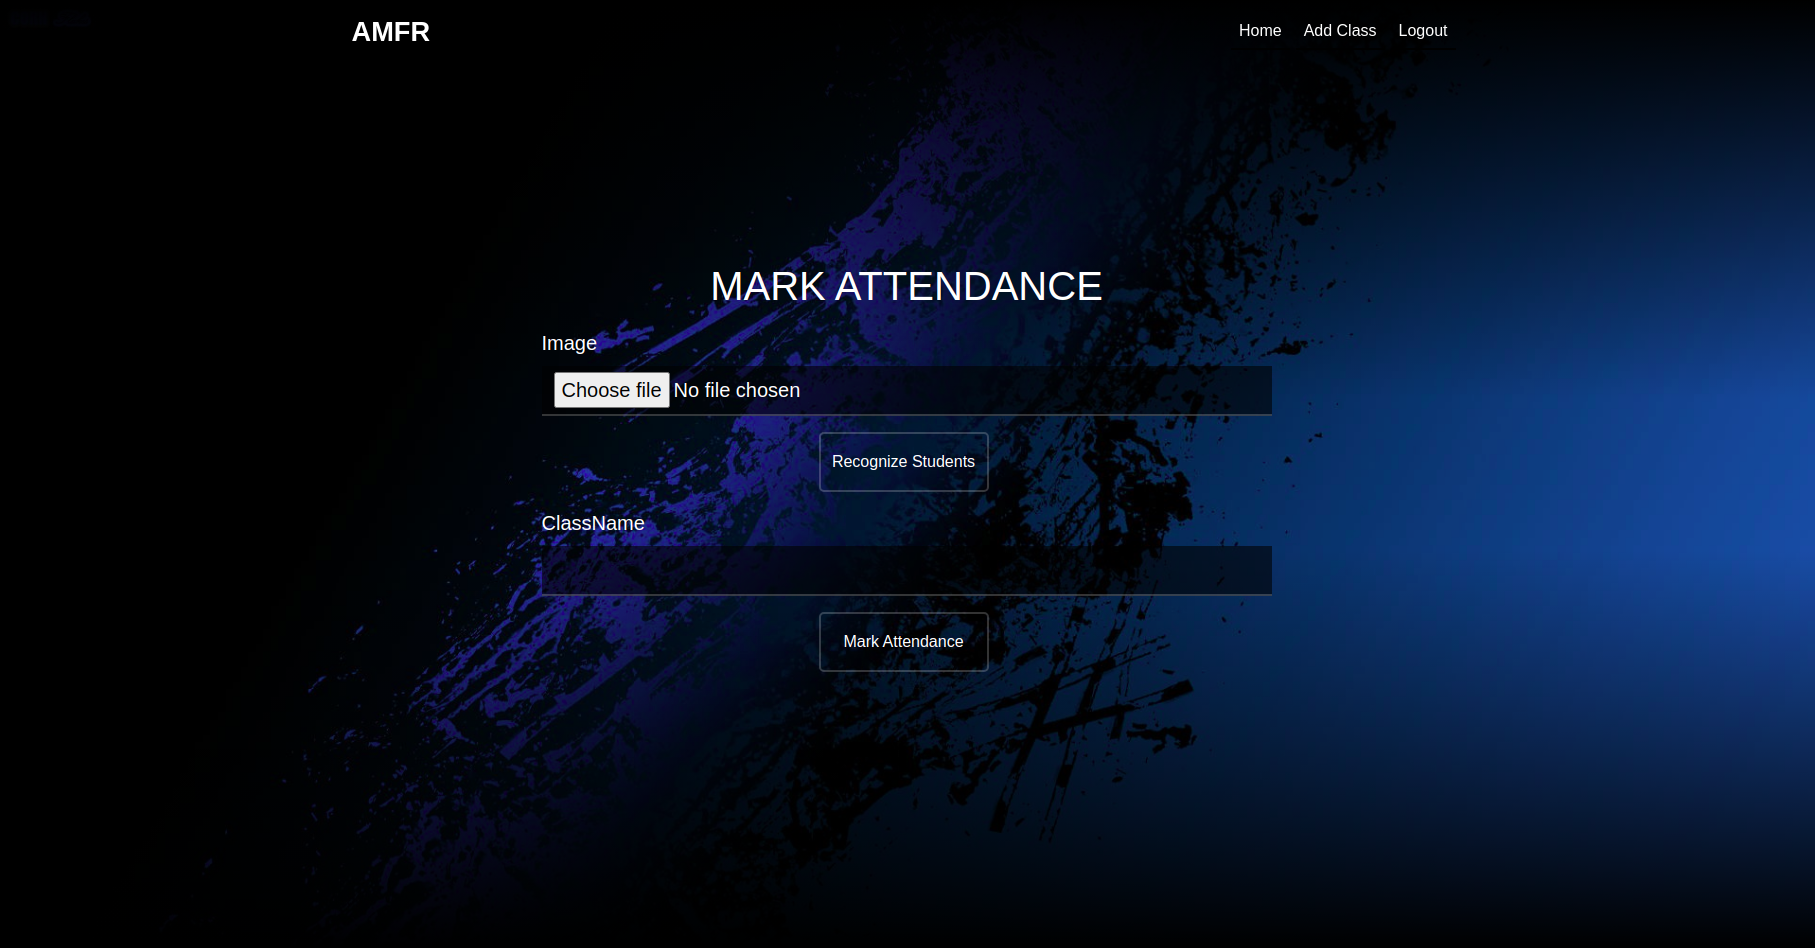 AMFR
Home Add Class Logout
MARK ATTENDANCE
Image
Choose file No file chosen
Recognize Students
ClassName
Mark Attendance